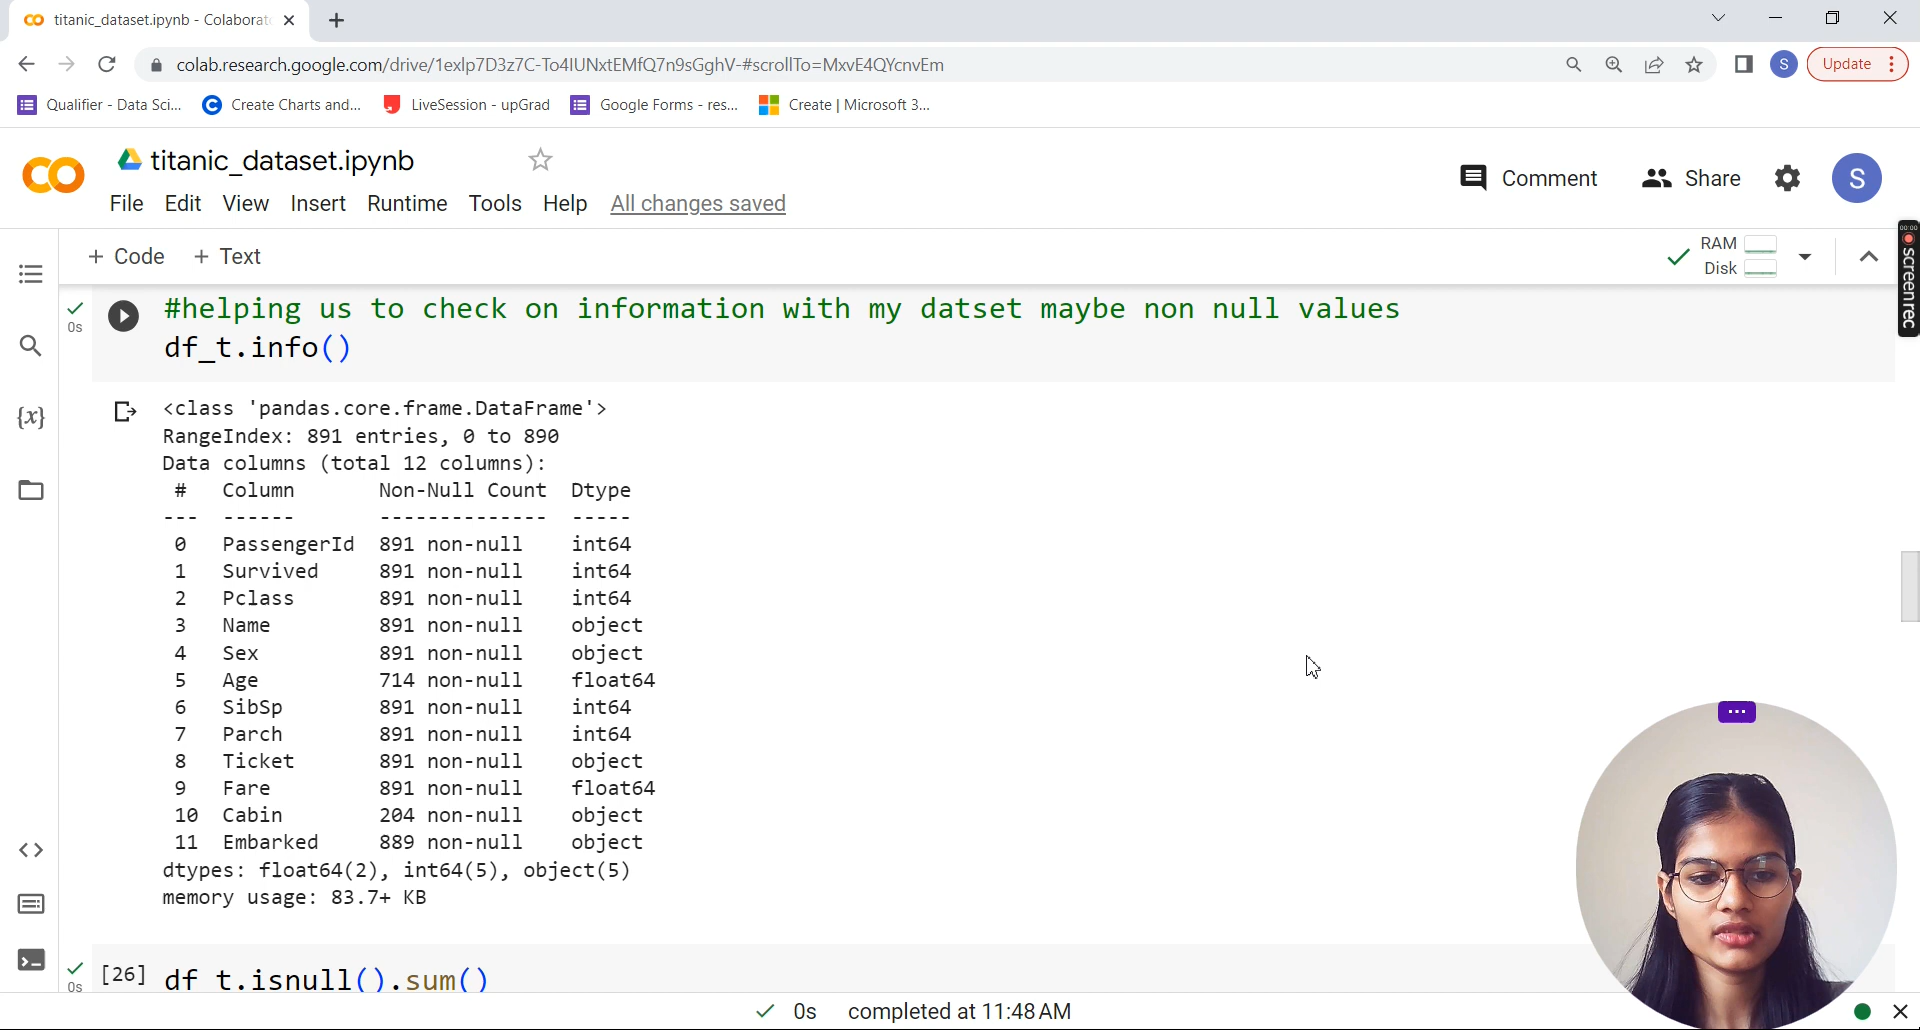 titanic_dataset.ipynb - Colaborat
colab.research.google.com/drive/1exlp7D3z7C-To4IUNxtEMfQ7n9sGghV-#scrollTo=MxvE4QYcnvEm
S
Update
Qualifier - Data Sci...
Create Charts and...
LiveSession - upGrad
Google Forms - res...
Create | Microsoft 3...
titanic_dataset.ipynb
File Edit View Insert Runtime Tools Help All changes saved
Comment
Share
S
+ Code + Text
RAM
Disk
00:00
screenrec
0s
#helping us to check on information with my datset maybe non null values
df_t.info()
{x}
<class 'pandas.core.frame.DataFrame'>
RangeIndex: 891 entries, 0 to 890
Data columns (total 12 columns):
# Column Non-Null Count Dtype
--- ------ -------------- -----
0 PassengerId 891 non-null int64
1 Survived 891 non-null int64
2 Pclass 891 non-null int64
3 Name 891 non-null object
4 Sex 891 non-null object
5 Age 714 non-null float64
6 SibSp 891 non-null int64
7 Parch 891 non-null int64
8 Ticket 891 non-null object
9 Fare 891 non-null float64
10 Cabin 204 non-null object
11 Embarked 889 non-null object
dtypes: float64(2), int64(5), object(5)
memory usage: 83.7+ KB
0s
[26] df_t.isnull().sum()
0s completed at 11:48 AM